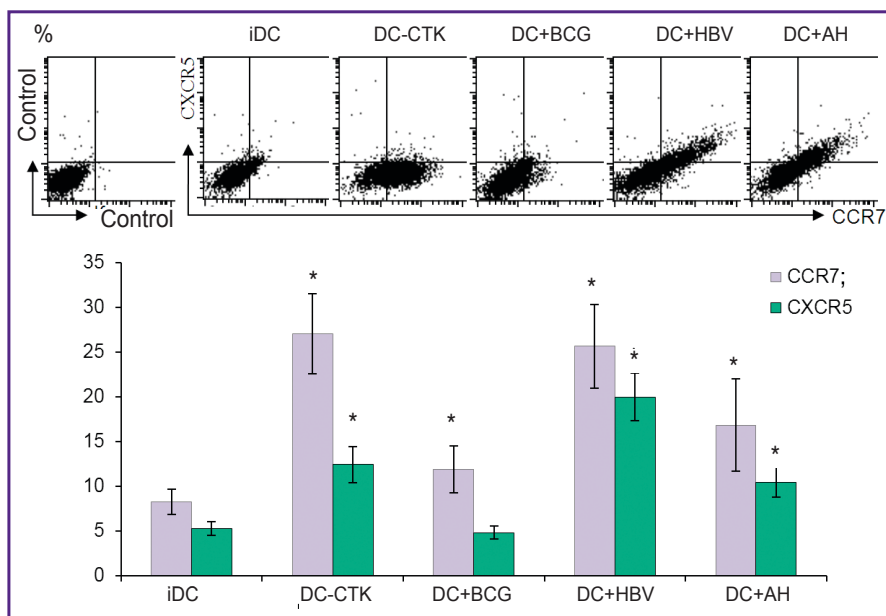 % iDC DC-CTK DC+BCG DC+HBV DC+AH
Control
CXCR5
Control
CCR7
35
30
25
20
15
10
5
0
* * * * * * *
CCR7;
CXCR5
iDC DC-CTK DC+BCG DC+HBV DC+AH